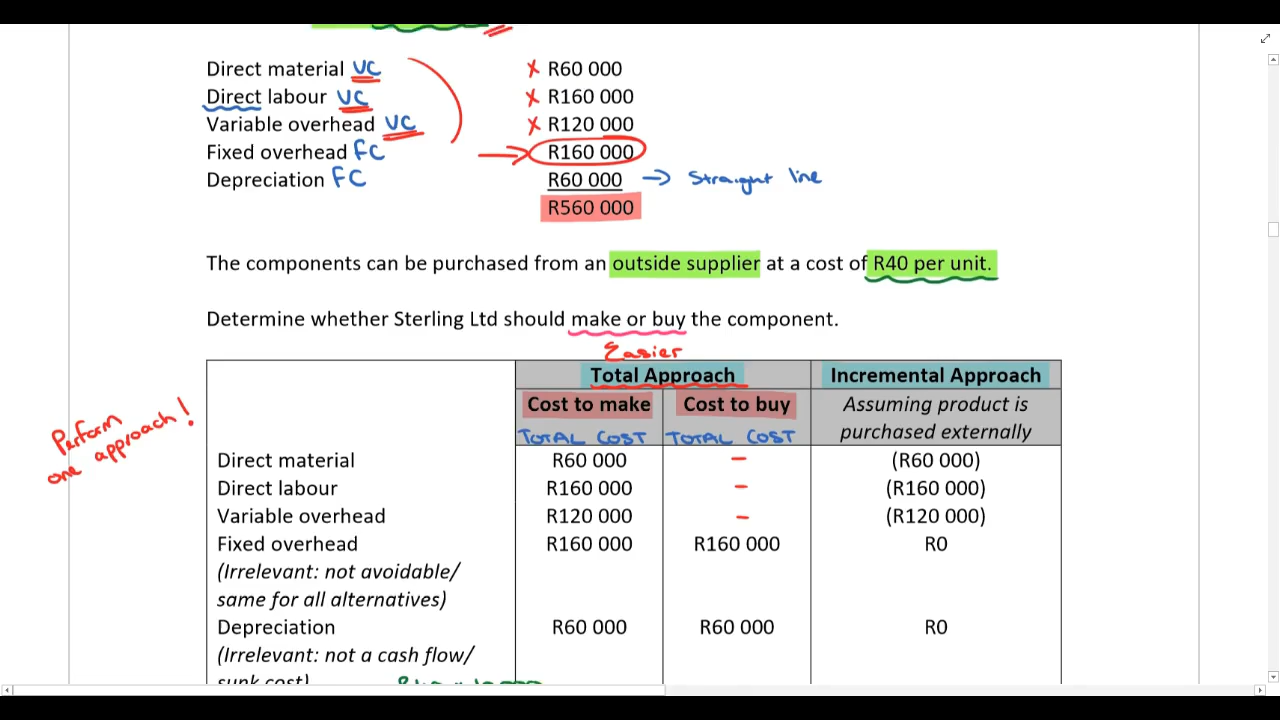 Direct material VC X R60 000
Direct labour VC X R160 000
Variable overhead VC X R120 000
Fixed overhead FC R160 000
Depreciation FC R60 000 → Straight line
R560 000
The components can be purchased from an outside supplier at a cost of R40 per unit.
Determine whether Sterling Ltd should make or buy the component.
Easier
Total Approach Incremental Approach
Cost to make Cost to buy Assuming product is
TOTAL COST TOTAL COST purchased externally
Perform
one approach!
Direct material R60 000 – (R60 000)
Direct labour R160 000 – (R160 000)
Variable overhead R120 000 – (R120 000)
Fixed overhead R160 000 R160 000 R0
(Irrelevant: not avoidable/
same for all alternatives)
Depreciation R60 000 R60 000 R0
(Irrelevant: not a cash flow/
sunk cost)